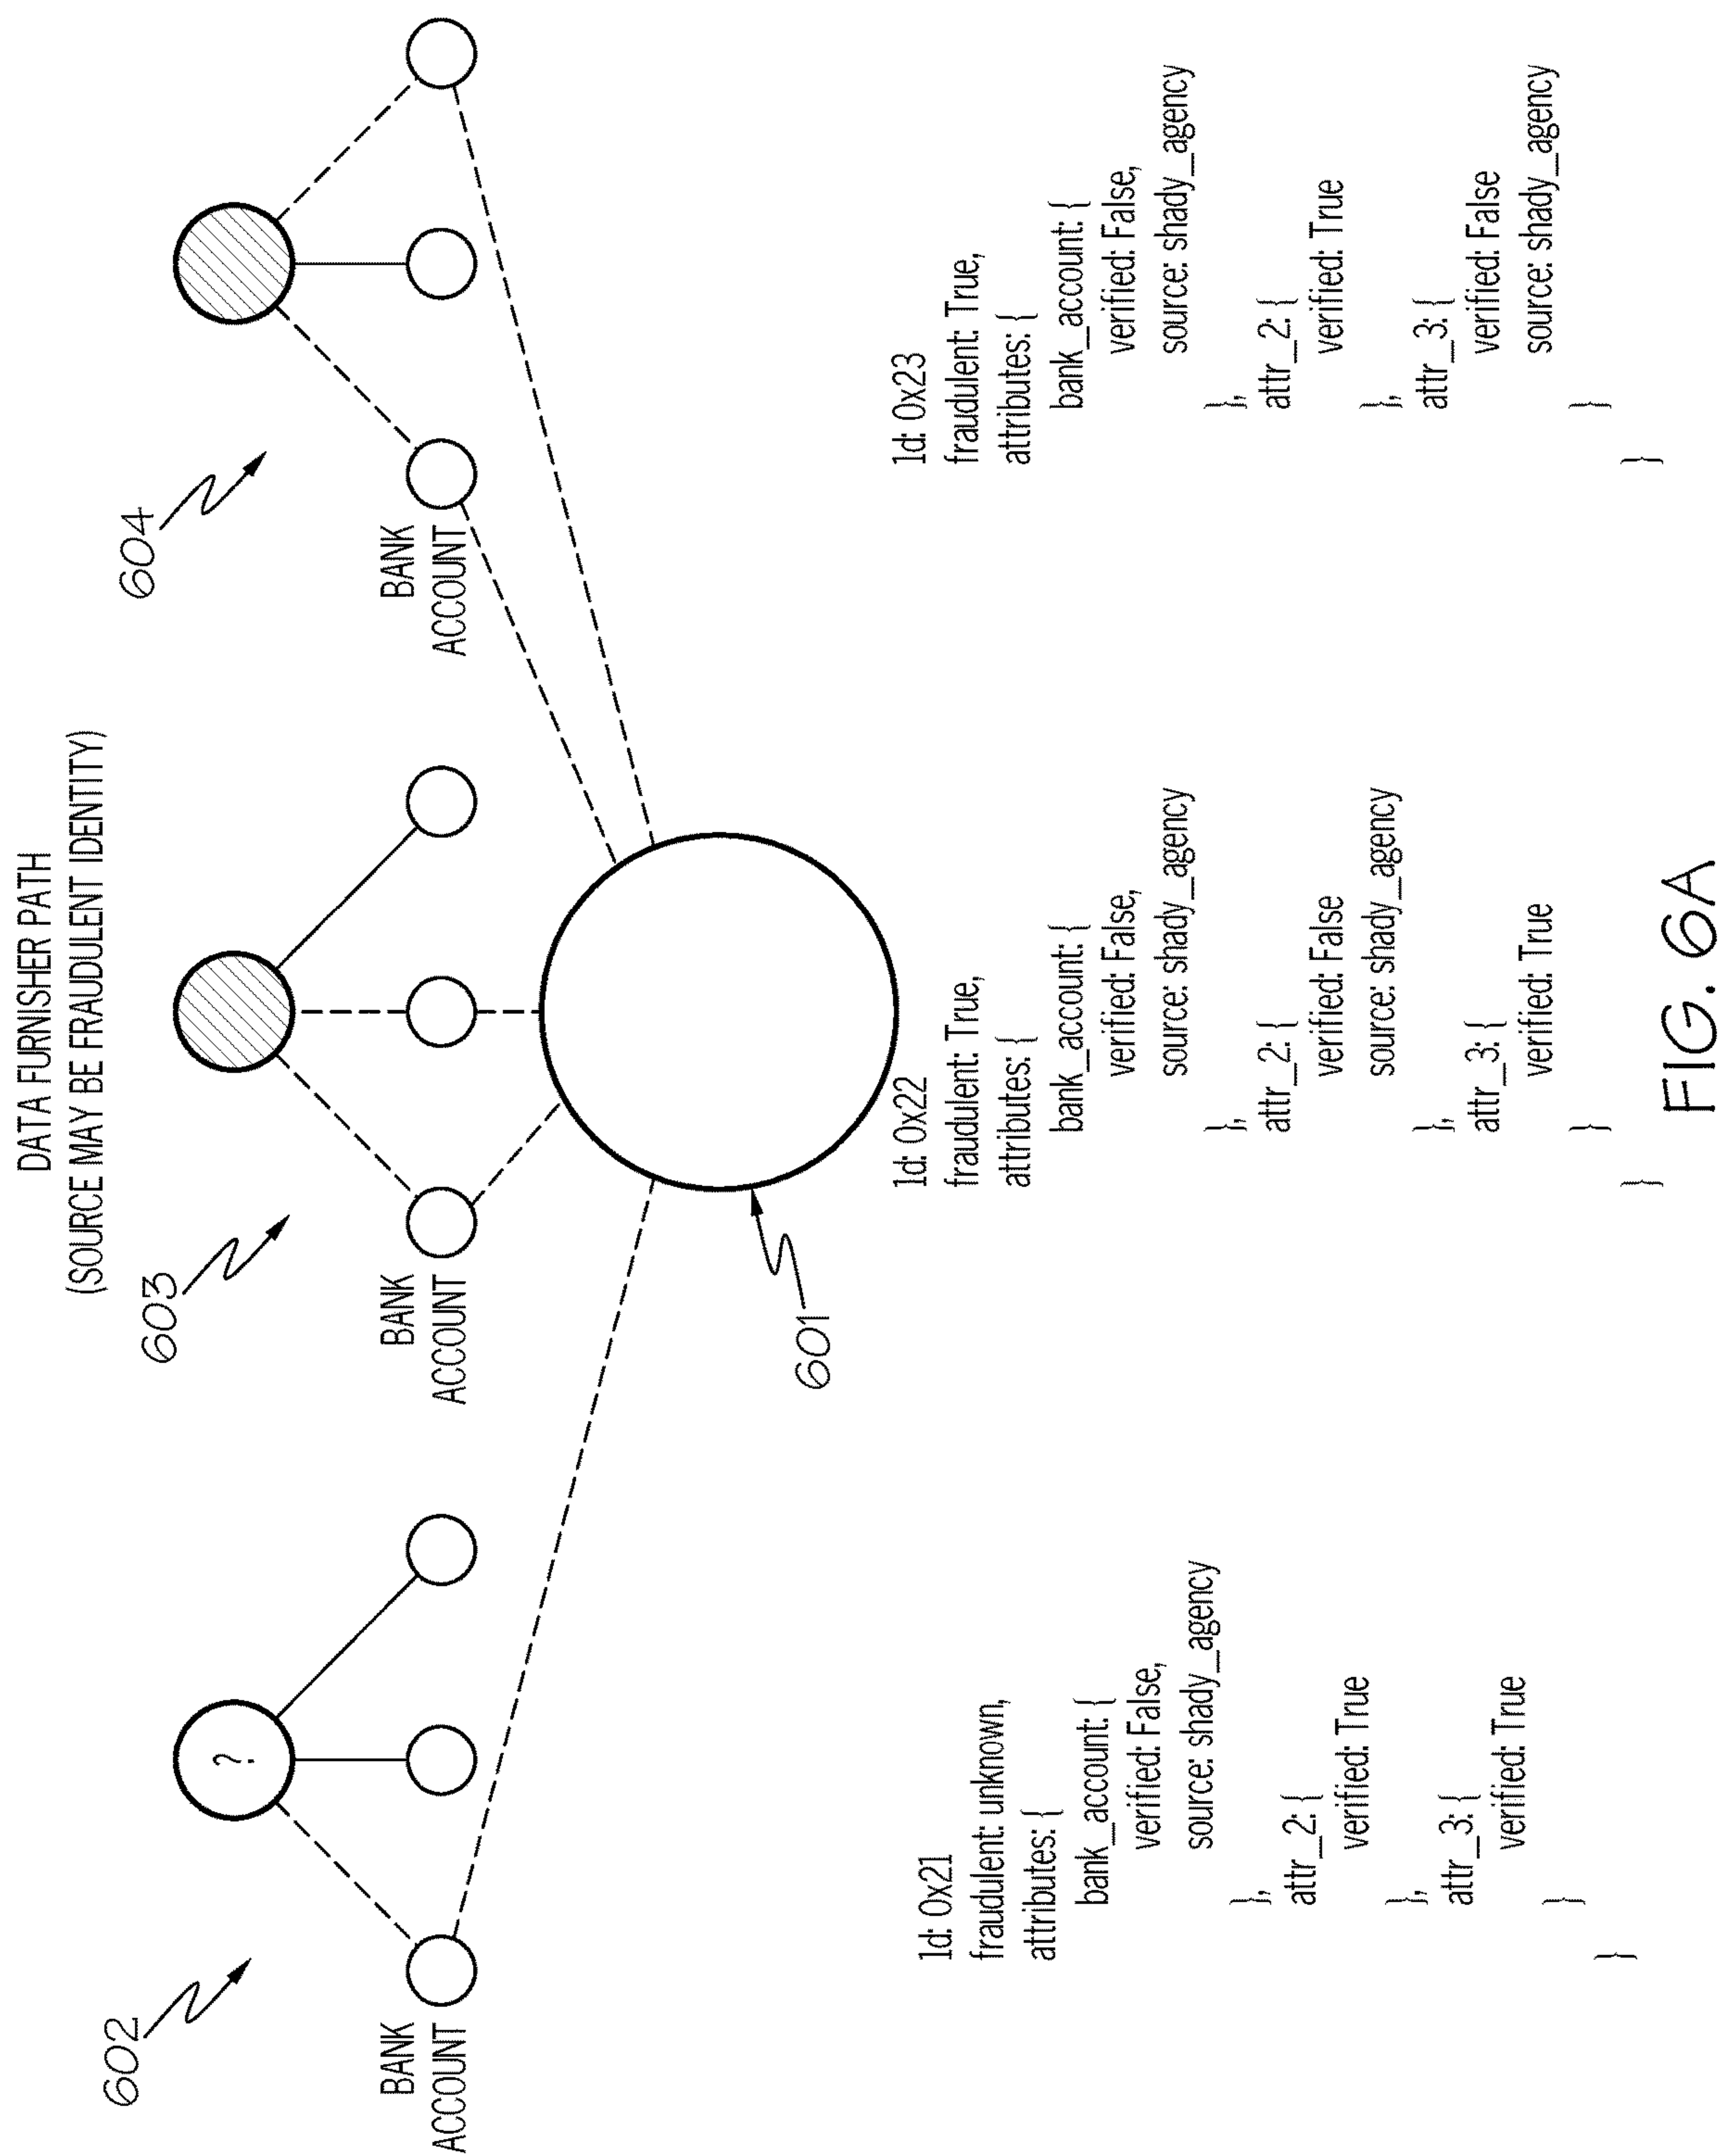 DATA FURNISHER PATH
(SOURCE MAY BE FRAUDULENT IDENTITY)
602
603
604
?
BANK
ACCOUNT
BANK
ACCOUNT
BANK
ACCOUNT
601
1d: 0x21
fraudulent: unknown,
attributes: {
bank_account: {
verified: False,
source: shady_agency
},
attr_2: {
verified: True
},
attr_3: {
verified: True
}
}
1d: 0x22
fraudulent: True,
attributes: {
bank_account: {
verified: False,
source: shady_agency
},
attr_2: {
verified: False
source: shady_agency
},
attr_3: {
verified: True
}
}
1d: 0x23
fraudulent: True,
attributes: {
bank_account: {
verified: False,
source: shady_agency
},
attr_2: {
verified: True
},
attr_3: {
verified: False
source: shady_agency
}
}
FIG. 6A